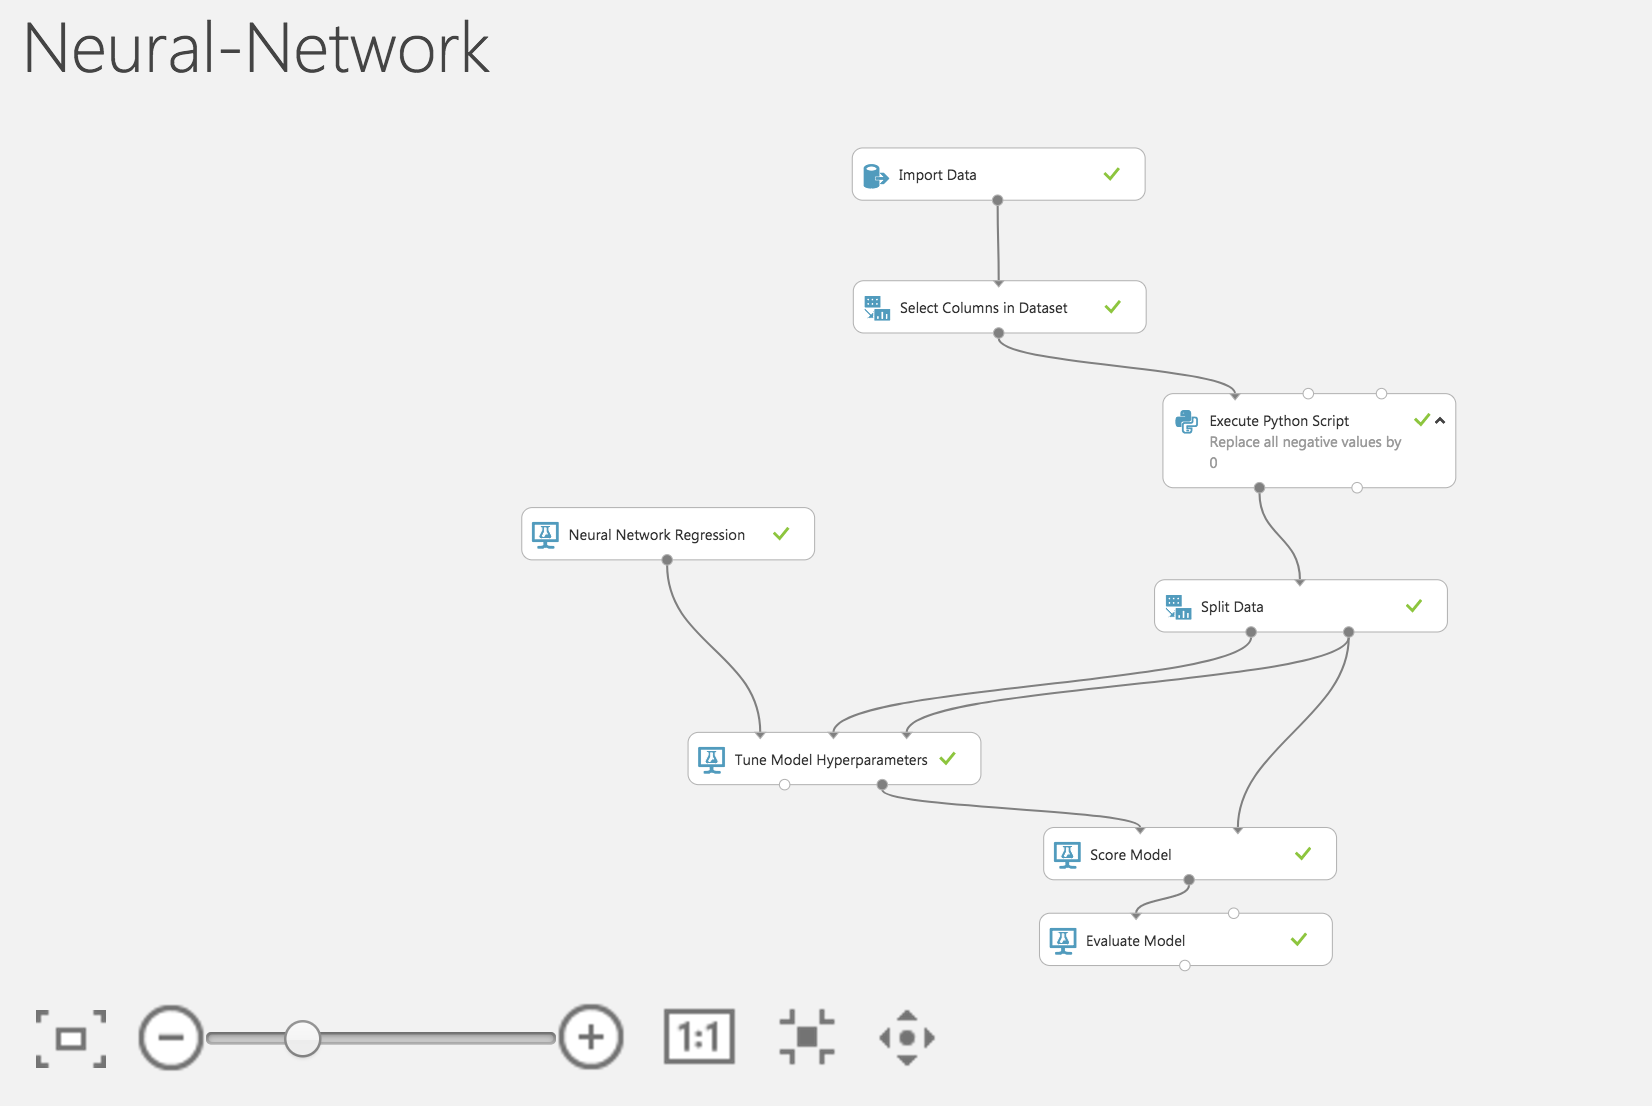 Neural-Network
Import Data
Select Columns in Dataset
Execute Python Script
Replace all negative values by
0
Neural Network Regression
Split Data
Tune Model Hyperparameters
Score Model
Evaluate Model
1:1